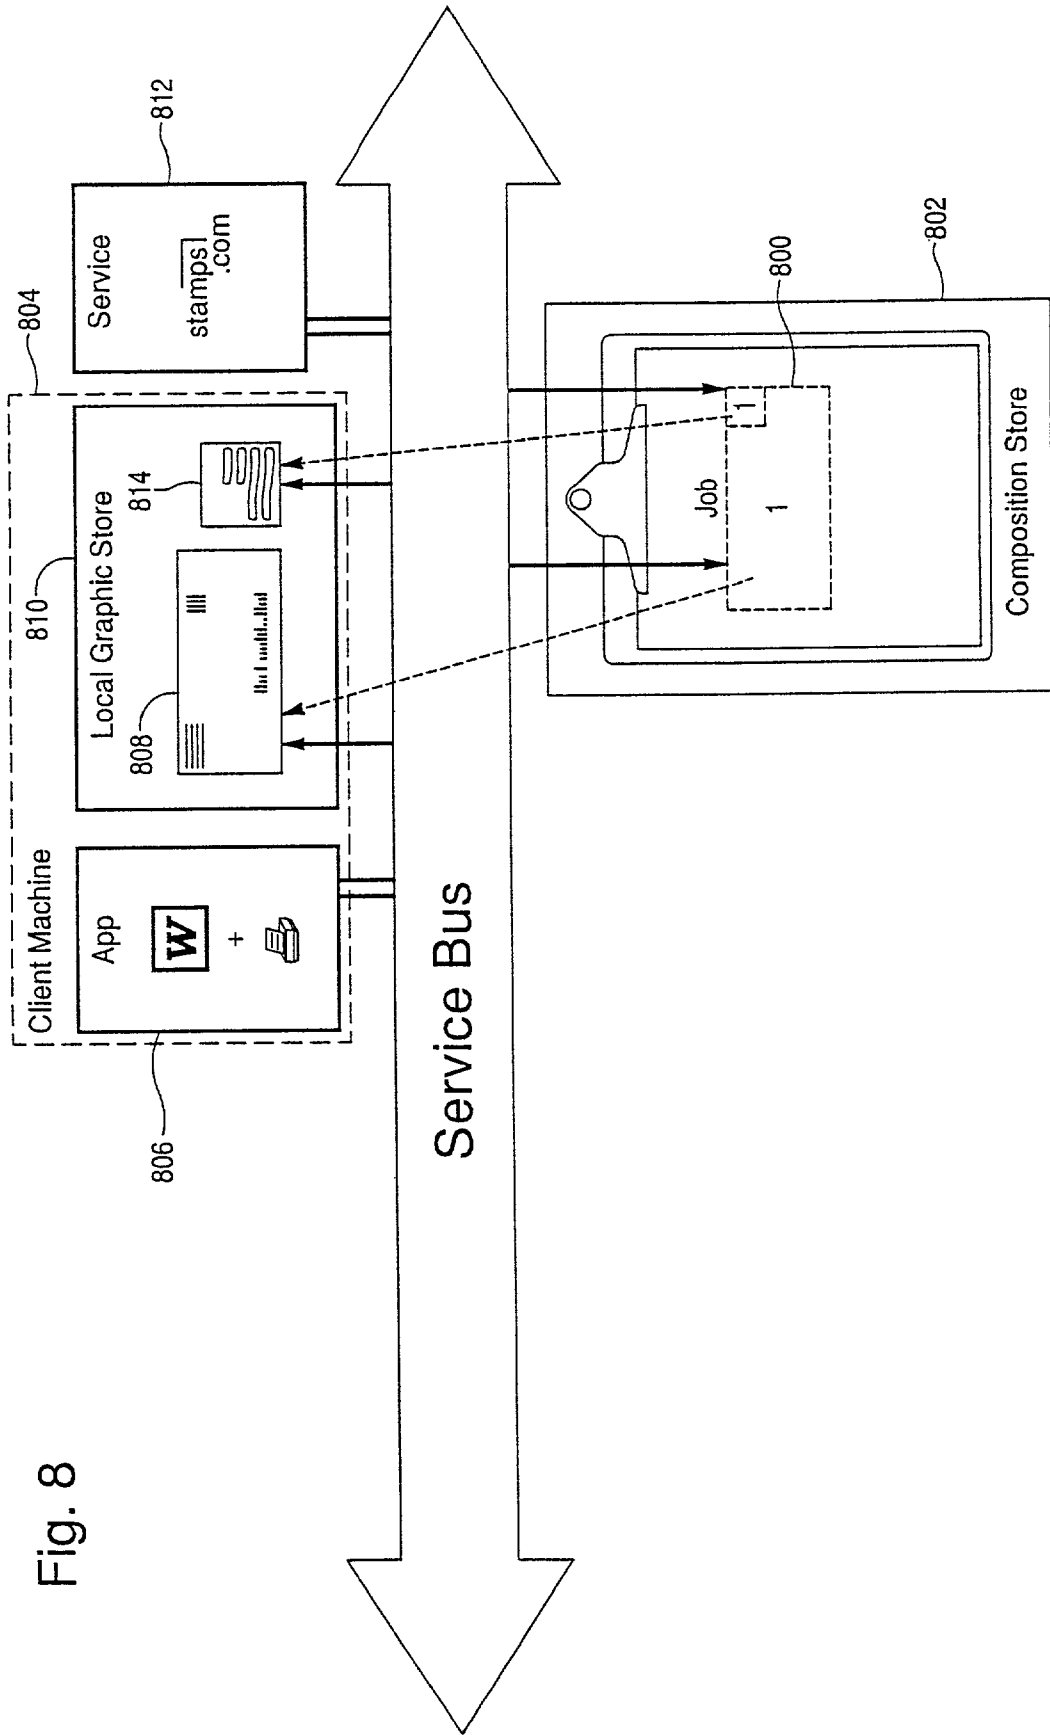 Fig. 8
Client Machine
804
App
W
+
806
Local Graphic Store
810
808
814
Service
stamps
.com
812
Service Bus
Job
1
1
800
Composition Store
802